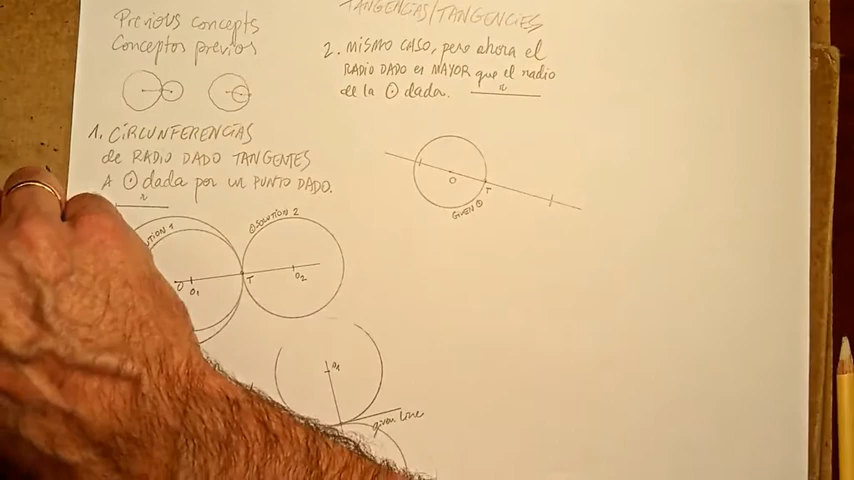 Previous concepts
Conceptos previos
TANGENCIAS/TANGENCIES
2. MISMO CASO, pero ahora el
RADIO DADO es MAYOR que el radio
de la ⊙ dada.
r
1. CIRCUNFERENCIAS
de RADIO DADO TANGENTES
A ⊙ dada por un PUNTO DADO.
r
SOLUTION 2
O
O1
T
O2
O
T
GIVEN ⊙
O1
given line